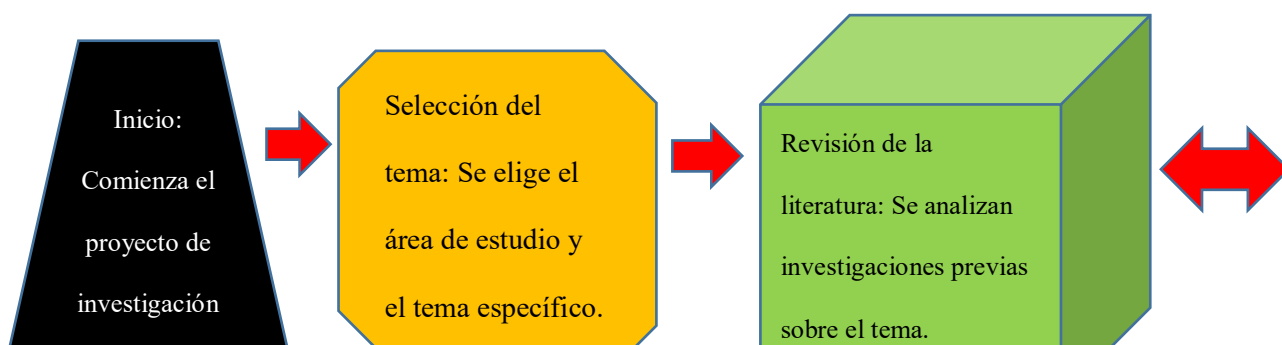 Inicio:
Comienza el
proyecto de
investigación
Selección del
tema: Se elige el
área de estudio y
el tema específico.
Revisión de la
literatura: Se analizan
investigaciones previas
sobre el tema.